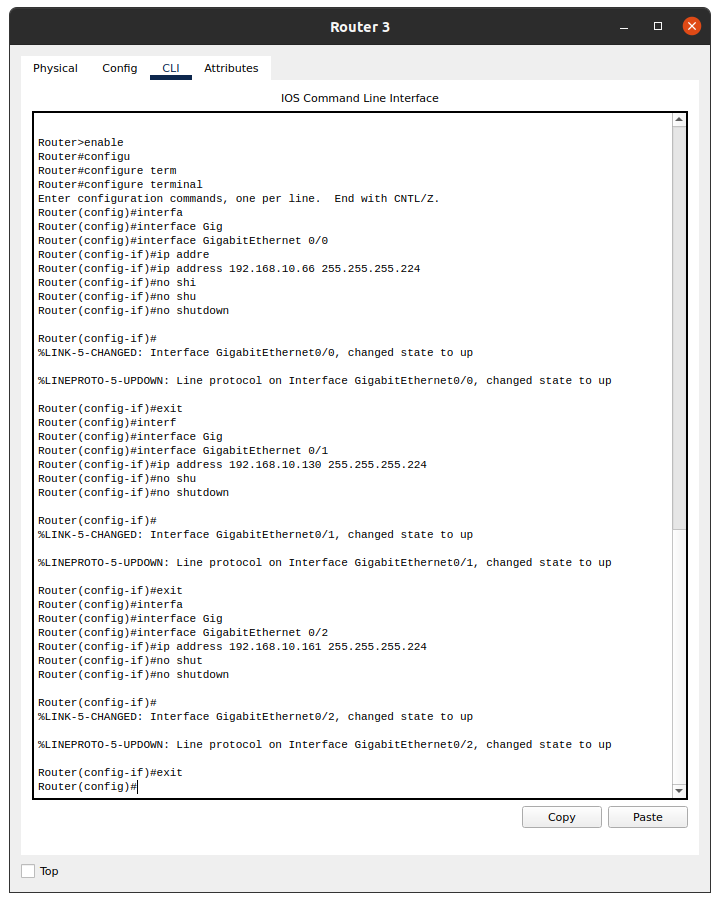 Router 3
Physical Config CLI Attributes
IOS Command Line Interface
Router>enable
Router#configu
Router#configure term
Router#configure terminal
Enter configuration commands, one per line.  End with CNTL/Z.
Router(config)#interfa
Router(config)#interface Gig
Router(config)#interface GigabitEthernet 0/0
Router(config-if)#ip addre
Router(config-if)#ip address 192.168.10.66 255.255.255.224
Router(config-if)#no shi
Router(config-if)#no shu
Router(config-if)#no shutdown
Router(config-if)#
%LINK-5-CHANGED: Interface GigabitEthernet0/0, changed state to up
%LINEPROTO-5-UPDOWN: Line protocol on Interface GigabitEthernet0/0, changed state to up
Router(config-if)#exit
Router(config)#interf
Router(config)#interface Gig
Router(config)#interface GigabitEthernet 0/1
Router(config-if)#ip address 192.168.10.130 255.255.255.224
Router(config-if)#no shu
Router(config-if)#no shutdown
Router(config-if)#
%LINK-5-CHANGED: Interface GigabitEthernet0/1, changed state to up
%LINEPROTO-5-UPDOWN: Line protocol on Interface GigabitEthernet0/1, changed state to up
Router(config-if)#exit
Router(config)#interfa
Router(config)#interface Gig
Router(config)#interface GigabitEthernet 0/2
Router(config-if)#ip address 192.168.10.161 255.255.255.224
Router(config-if)#no shut
Router(config-if)#no shutdown
Router(config-if)#
%LINK-5-CHANGED: Interface GigabitEthernet0/2, changed state to up
%LINEPROTO-5-UPDOWN: Line protocol on Interface GigabitEthernet0/2, changed state to up
Router(config-if)#exit
Router(config)#
Copy Paste
Top